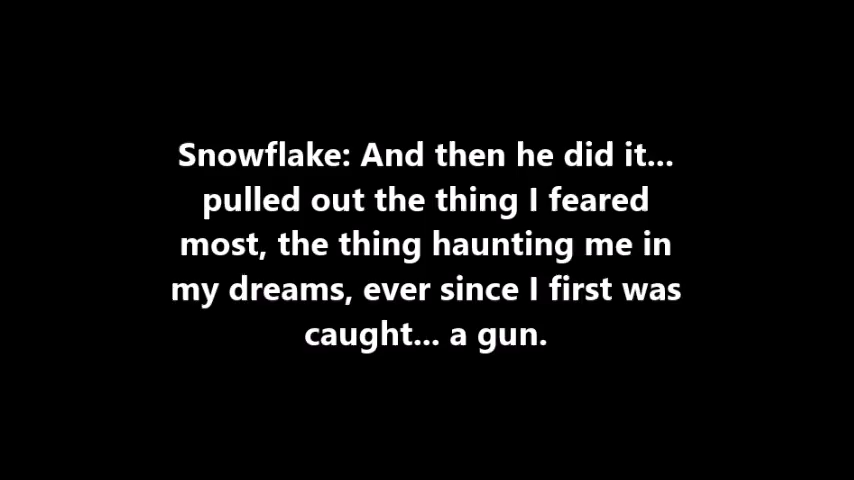 Snowflake: And then he did it...
pulled out the thing I feared
most, the thing haunting me in
my dreams, ever since I first was
caught... a gun.